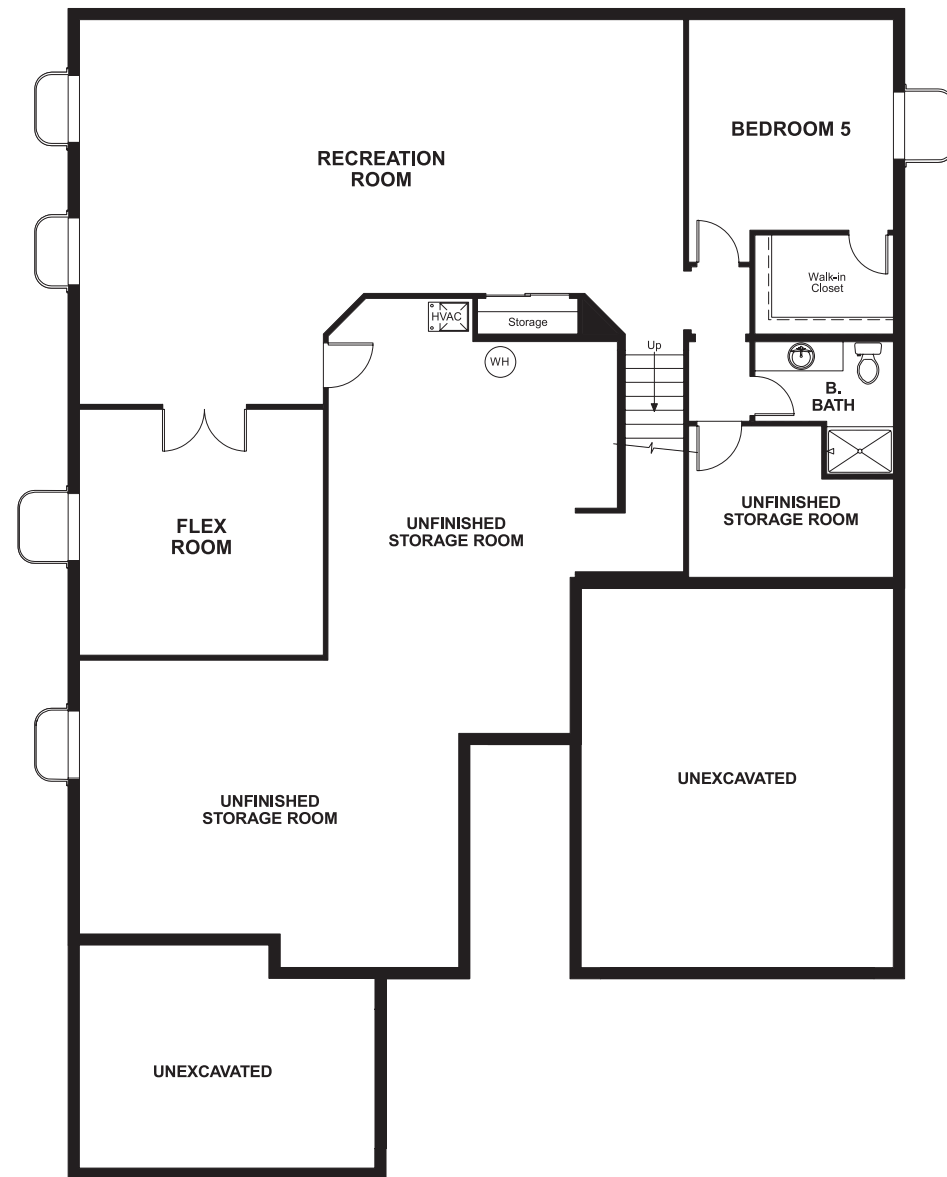 BEDROOM 5
RECREATION
ROOM
Walk-in
Closet
HVAC
Storage
Up
WH
B.
BATH
UNFINISHED
STORAGE ROOM
FLEX
ROOM
UNFINISHED
STORAGE ROOM
UNEXCAVATED
UNFINISHED
STORAGE ROOM
UNEXCAVATED